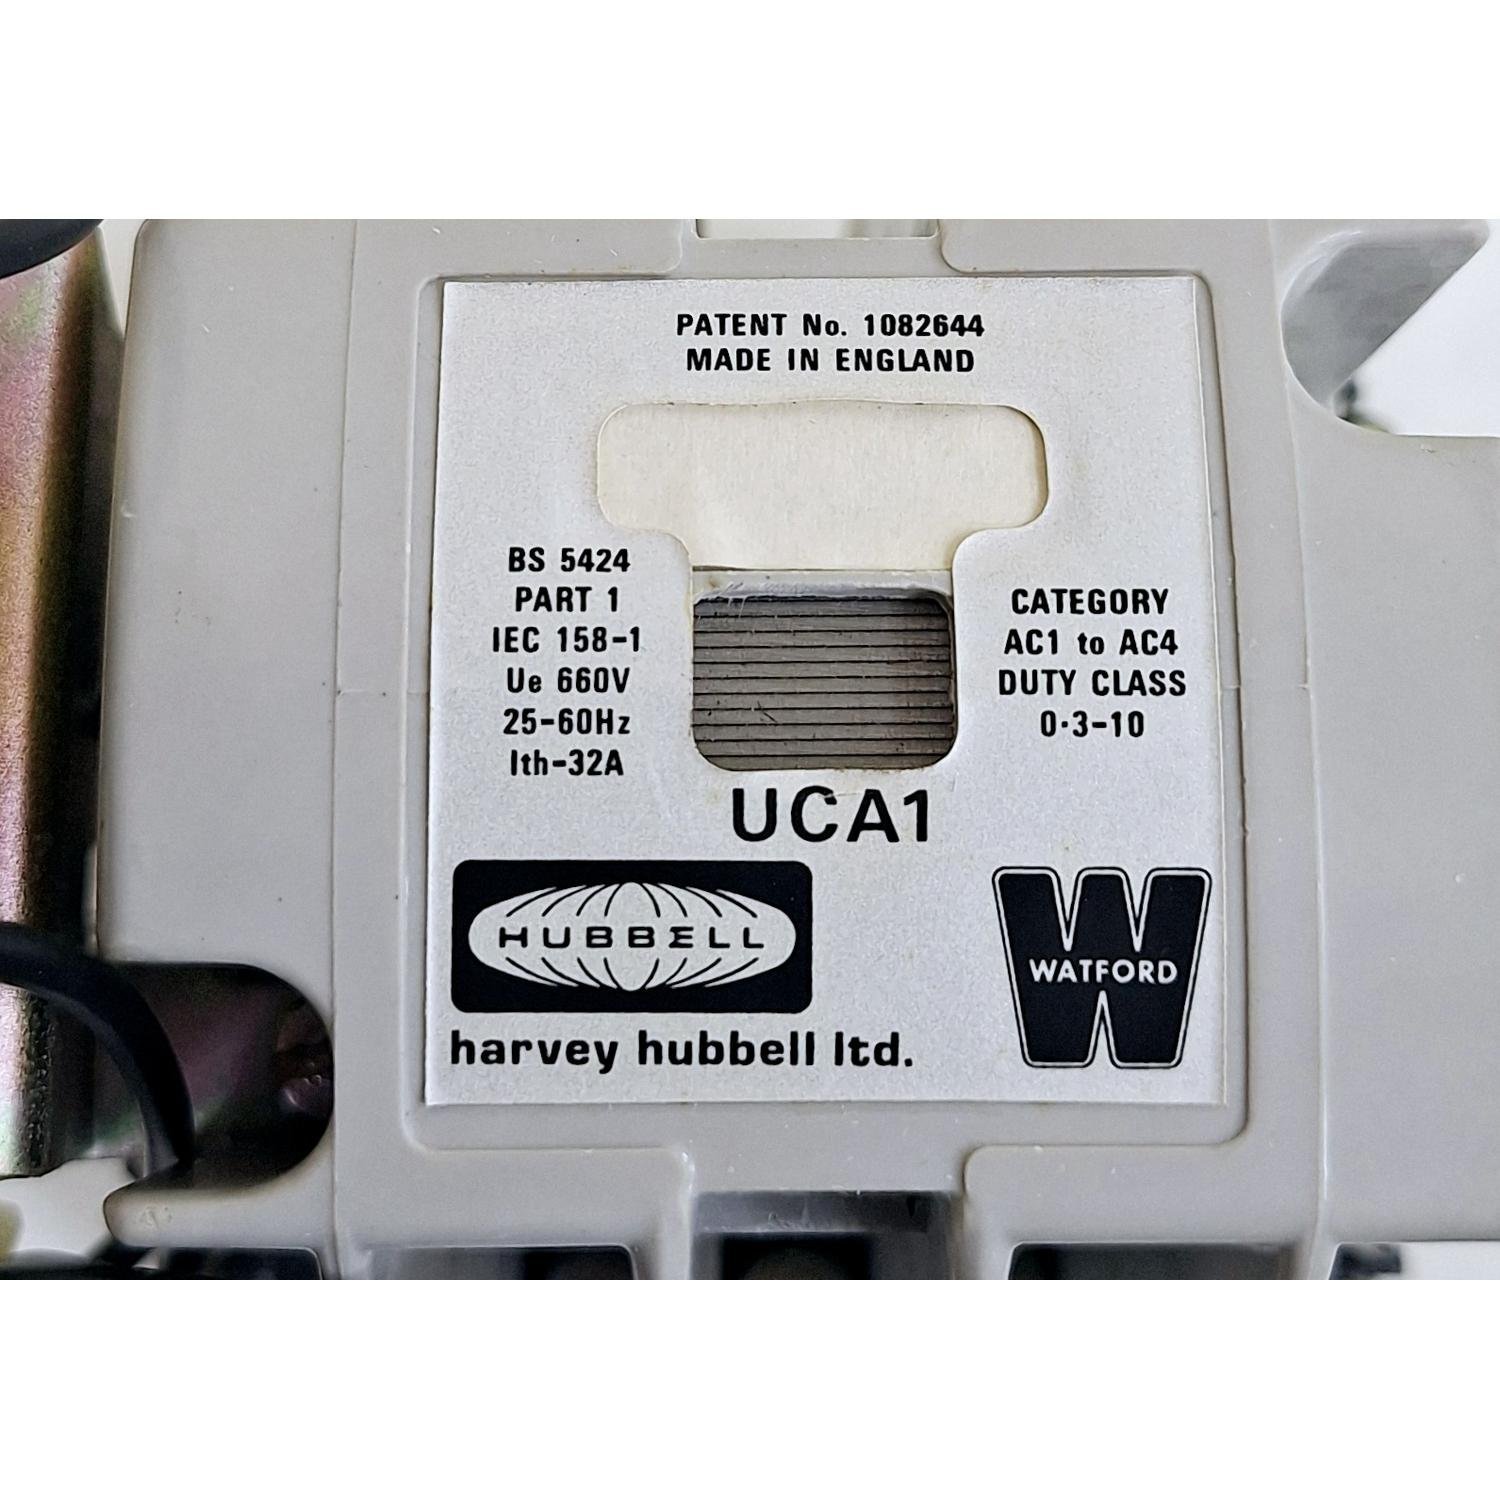 PATENT No. 1082644
MADE IN ENGLAND
BS 5424
PART 1
IEC 158-1
Ue 660V
25-60Hz
Ith-32A
CATEGORY
AC1 to AC4
DUTY CLASS
0·3-10
UCA1
HUBBELL
harvey hubbell ltd.
W
WATFORD